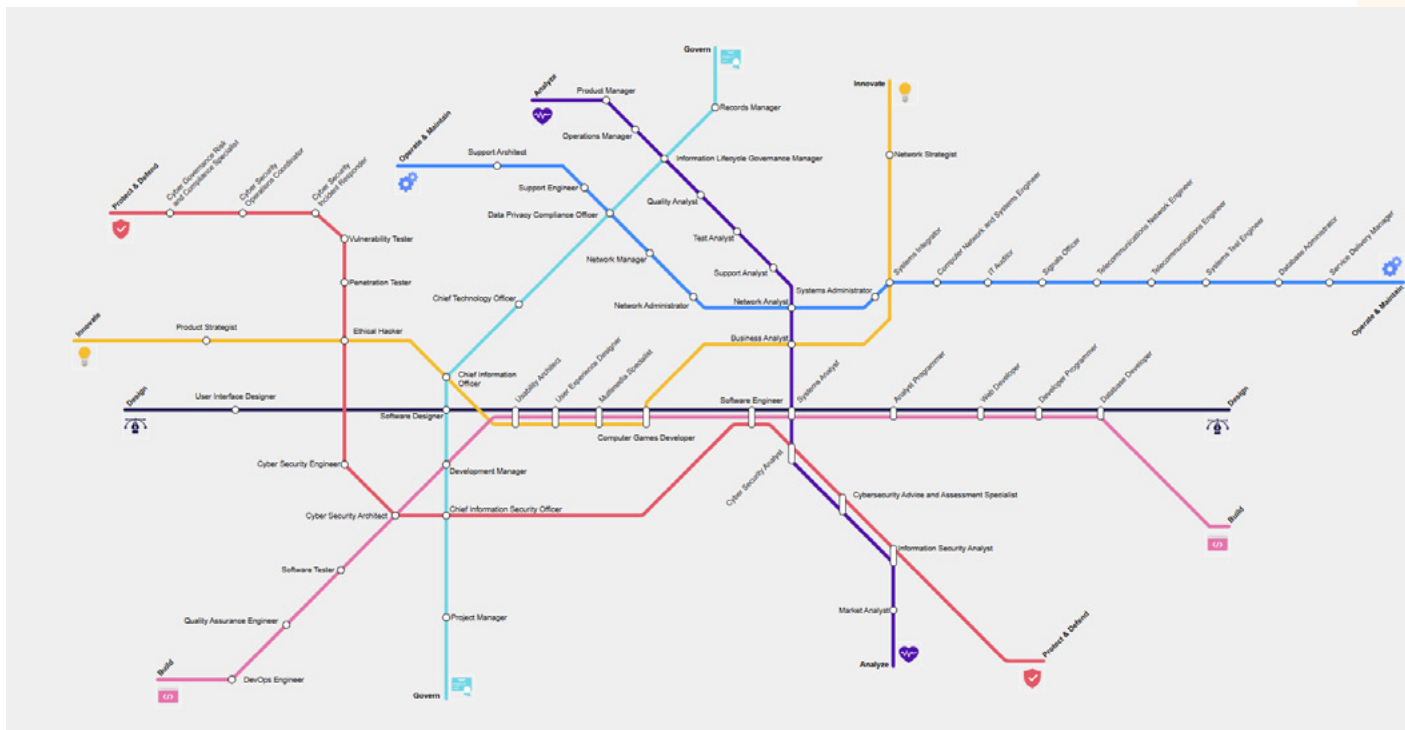 Govern
Analyze
Product Manager
Innovate
Records Manager
Operate & Maintain
Operations Manager
Support Architect
Information Lifecycle Governance Manager
Network Strategist
Protect & Defend
Cyber Governance Risk
and Compliance Specialist
Cyber Security
Operations Coordinator
Cyber Security
Incident Responder
Support Engineer
Quality Analyst
Data Privacy Compliance Officer
Vulnerability Tester
Test Analyst
Network Manager
Support Analyst
Penetration Tester
Systems Integrator
Computer Network and Systems Engineer
IT Auditor
Signals Officer
Telecommunications Network Engineer
Telecommunications Engineer
Systems Test Engineer
Database Administrator
Service Delivery Manager
Operate & Maintain
Chief Technology Officer
Network Administrator
Network Analyst
Systems Administrator
Innovate
Product Strategist
Ethical Hacker
Business Analyst
Chief Information
Officer
Design
User Interface Designer
Software Designer
Usability Architect
User Experience Designer
Multimedia Specialist
Computer Games Developer
Software Engineer
Systems Analyst
Analyst Programmer
Web Developer
Developer Programmer
Database Developer
Design
Cyber Security Engineer
Development Manager
Cyber Security Analyst
Cybersecurity Advice and Assessment Specialist
Cyber Security Architect
Chief Information Security Officer
Build
Information Security Analyst
Software Tester
Quality Assurance Engineer
Project Manager
Market Analyst
Protect & Defend
Build
DevOps Engineer
Analyze
Govern